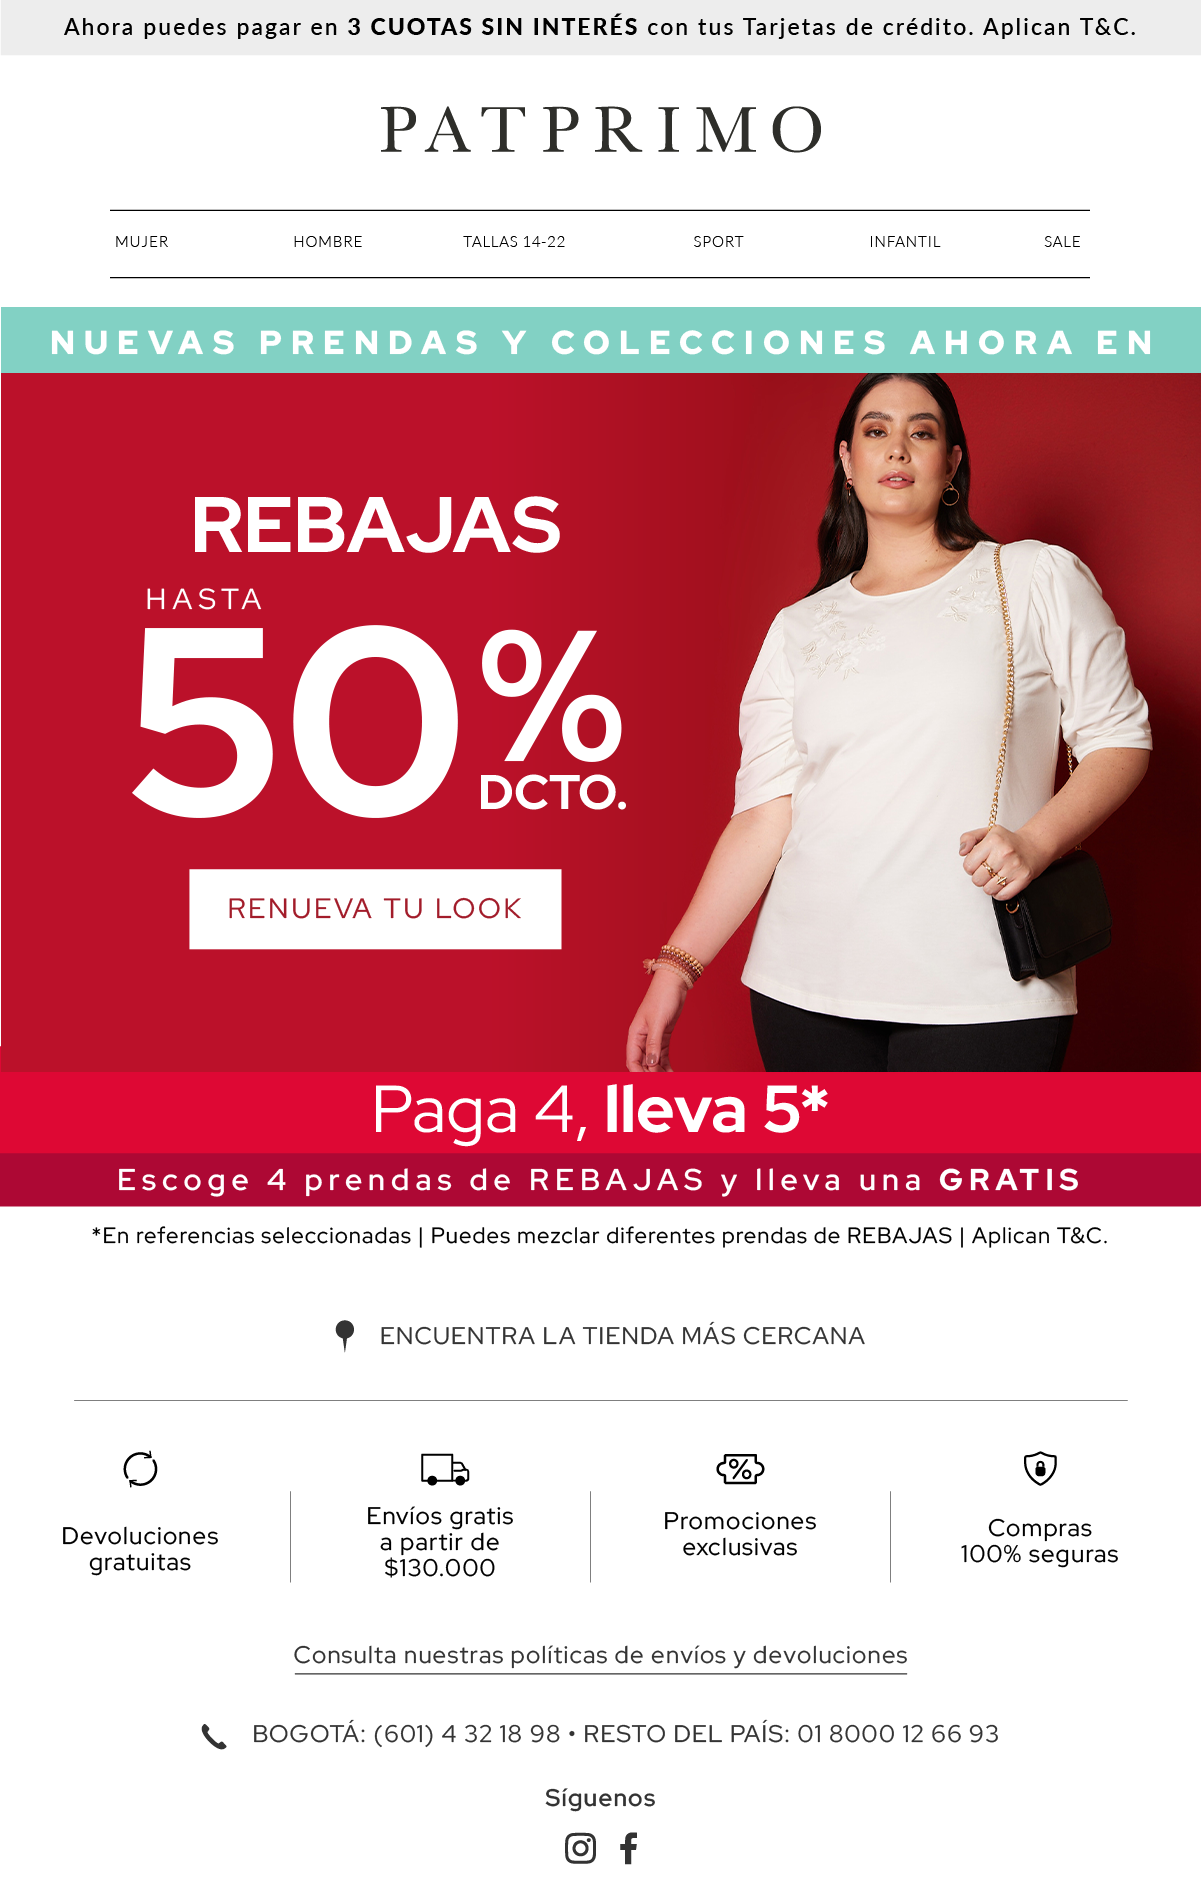 Ahora puedes pagar en 3 CUOTAS SIN INTERÉS con tus Tarjetas de crédito. Aplican T&C.
PATPRIMO
MUJER HOMBRE TALLAS 14-22 SPORT INFANTIL SALE
NUEVAS PRENDAS Y COLECCIONES AHORA EN
REBAJAS
HASTA
50%
DCTO.
RENUEVA TU LOOK
Paga 4, lleva 5*
Escoge 4 prendas de REBAJAS y lleva una GRATIS
*En referencias seleccionadas | Puedes mezclar diferentes prendas de REBAJAS | Aplican T&C.
ENCUENTRA LA TIENDA MÁS CERCANA
Devoluciones
gratuitas
Envíos gratis
a partir de
$130.000
Promociones
exclusivas
Compras
100% seguras
Consulta nuestras políticas de envíos y devoluciones
BOGOTÁ: (601) 4 32 18 98 • RESTO DEL PAÍS: 01 8000 12 66 93
Síguenos